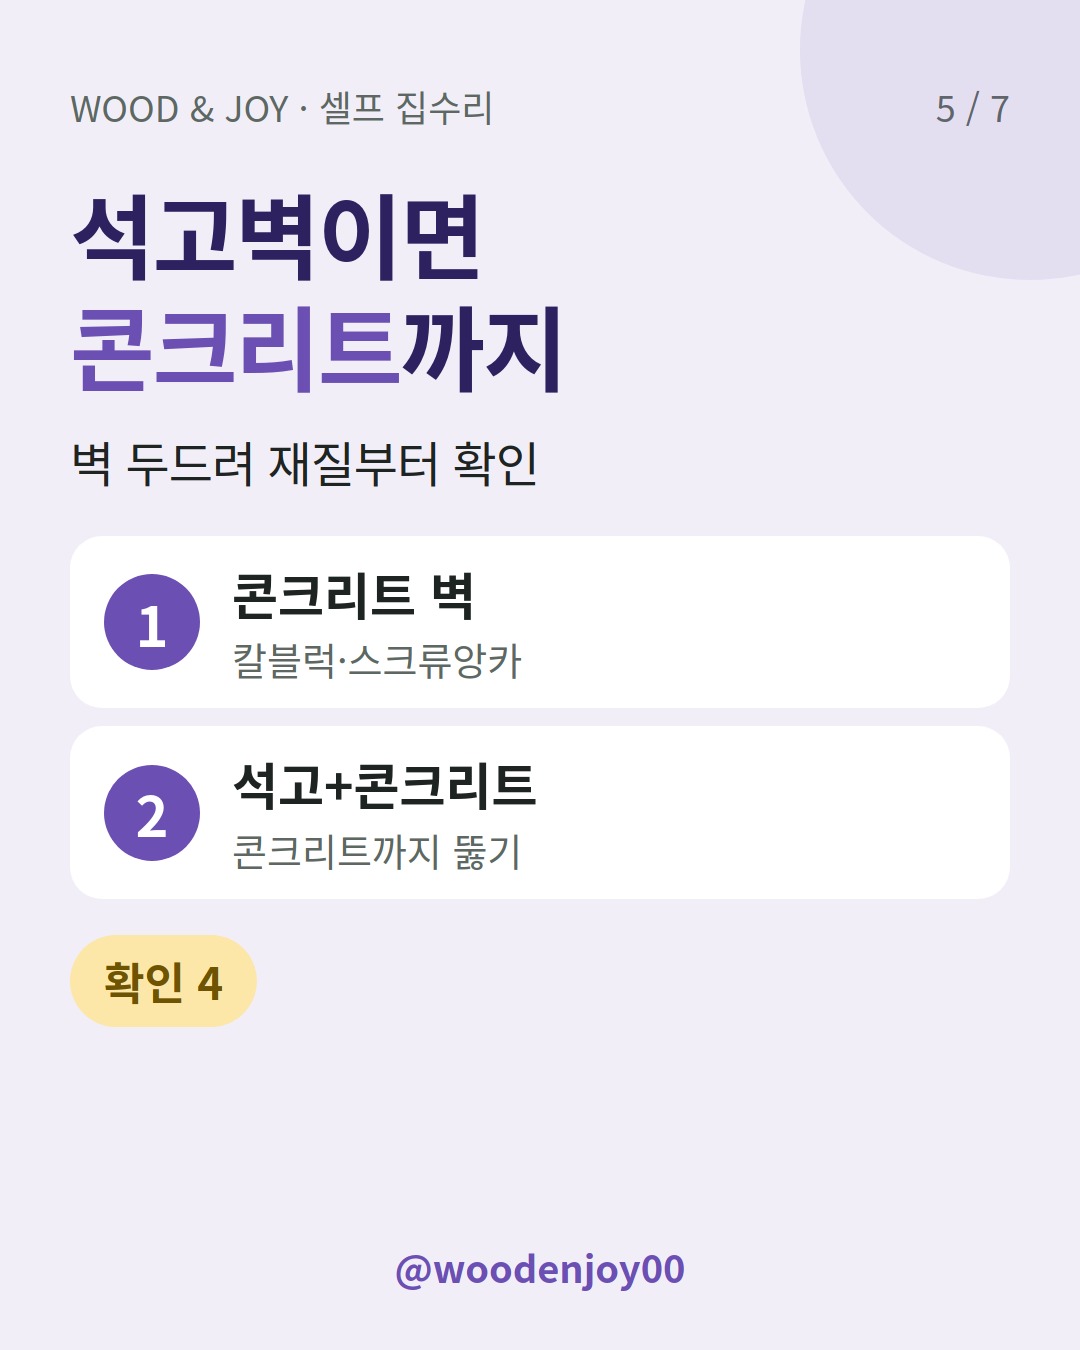 WOOD & JOY · 셀프 집수리
5 / 7
석고벽이면
콘크리트까지
벽 두드려 재질부터 확인
1
콘크리트 벽
칼블럭·스크류앙카
2
석고+콘크리트
콘크리트까지 뚫기
확인 4
@woodenjoy00